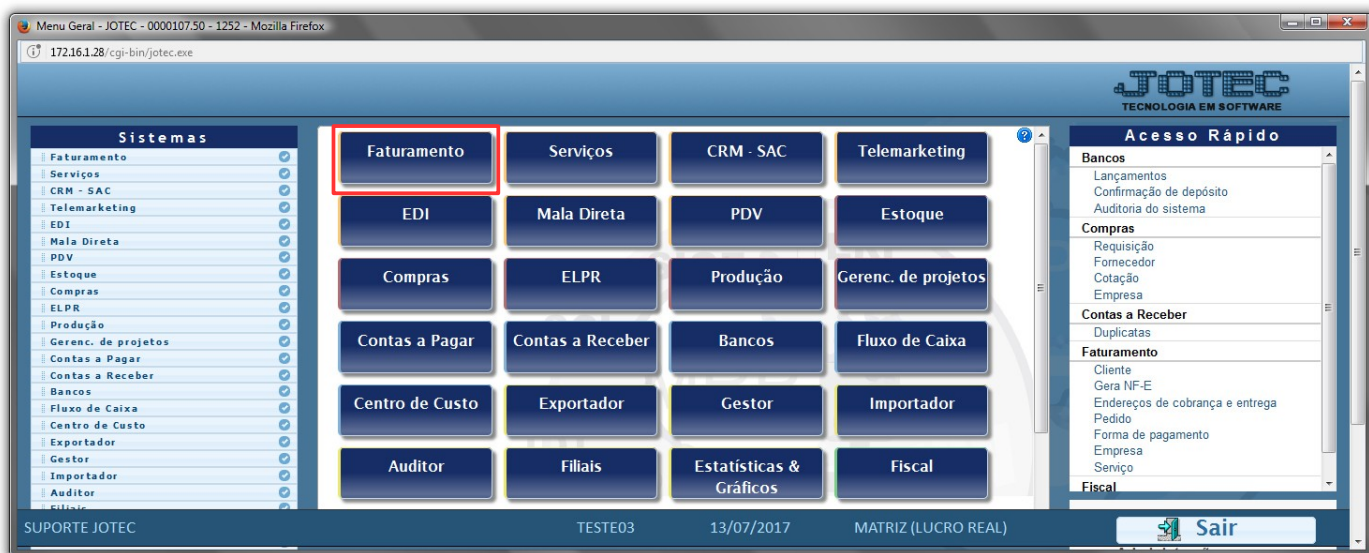 Menu Geral - JOTEC - 0000107.50 - 1252 - Mozilla Firefox
172.16.1.28/cgi-bin/jotec.exe
JOTEC
TECNOLOGIA EM SOFTWARE
Sistemas
Faturamento
Serviços
CRM - SAC
Telemarketing
EDI
Mala Direta
PDV
Estoque
Compras
ELPR
Produção
Gerenc. de projetos
Contas a Pagar
Contas a Receber
Bancos
Fluxo de Caixa
Centro de Custo
Exportador
Gestor
Importador
Auditor
Filiais
Faturamento
Serviços
CRM - SAC
Telemarketing
EDI
Mala Direta
PDV
Estoque
Compras
ELPR
Produção
Gerenc. de projetos
Contas a Pagar
Contas a Receber
Bancos
Fluxo de Caixa
Centro de Custo
Exportador
Gestor
Importador
Auditor
Filiais
Estatísticas &
Gráficos
Fiscal
Acesso Rápido
Bancos
Lançamentos
Confirmação de depósito
Auditoria do sistema
Compras
Requisição
Fornecedor
Cotação
Empresa
Contas a Receber
Duplicatas
Faturamento
Cliente
Gera NF-E
Endereços de cobrança e entrega
Pedido
Forma de pagamento
Empresa
Serviço
Fiscal
SUPORTE JOTEC
TESTE03
13/07/2017
MATRIZ (LUCRO REAL)
Sair